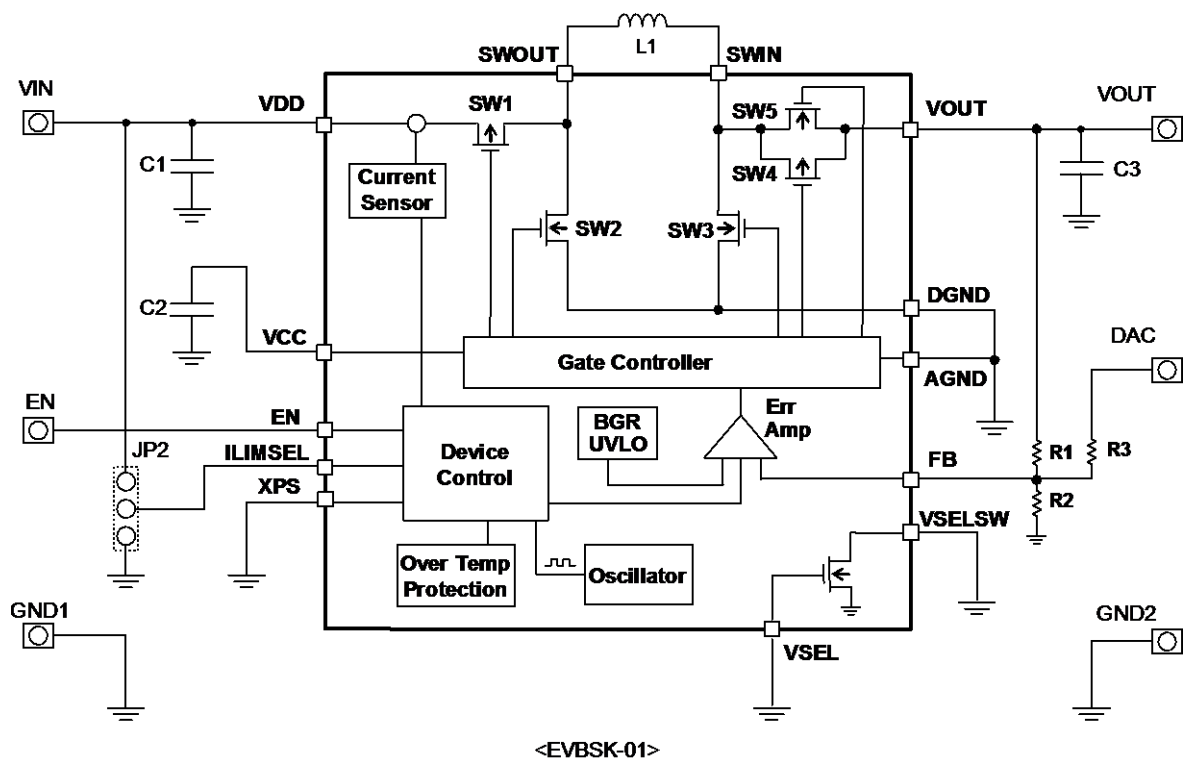 L1
SWOUT
SWIN
VIN
VDD
SW1
SW5
VOUT
VOUT
C1
Current
Sensor
SW4
C3
SW2
SW3
C2
DGND
VCC
Gate Controller
DAC
AGND
EN
EN
BGR
UVLO
Err
Amp
JP2
ILIMSEL
Device
Control
R1
R3
FB
XPS
R2
VSELSW
Over Temp
Protection
Oscillator
GND1
GND2
VSEL
<EVBSK-01>